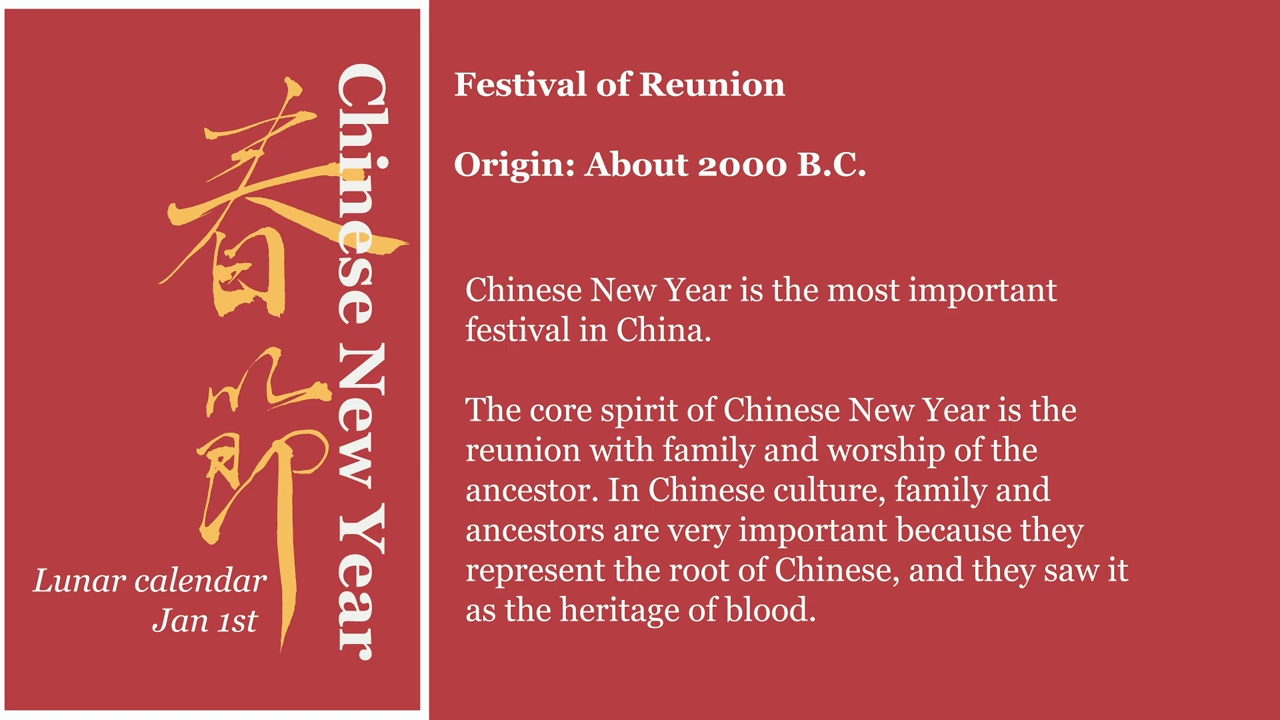 春節
Chinese New Year
Lunar calendar
Jan 1st
Festival of Reunion
Origin: About 2000 B.C.
Chinese New Year is the most important
festival in China.
The core spirit of Chinese New Year is the
reunion with family and worship of the
ancestor. In Chinese culture, family and
ancestors are very important because they
represent the root of Chinese, and they saw it
as the heritage of blood.